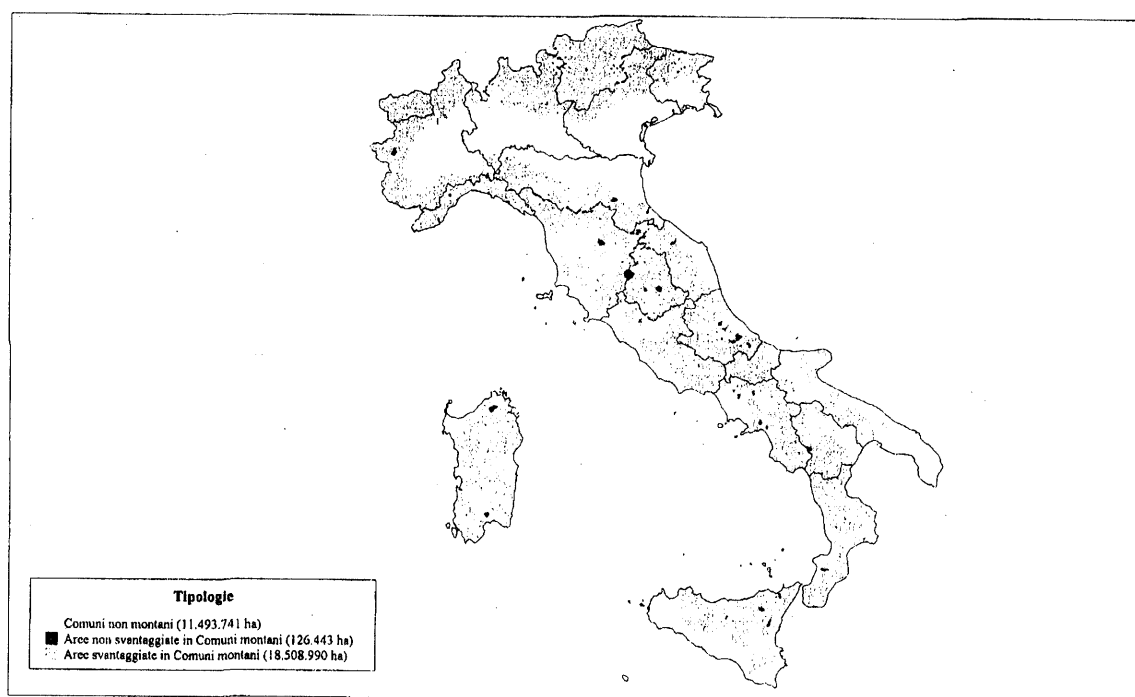 Tipologie
Comuni non montani (11.493.741 ha)
Aree non svantaggiate in Comuni montani (126.443 ha)
Aree svantaggiate in Comuni montani (18.508.990 ha)